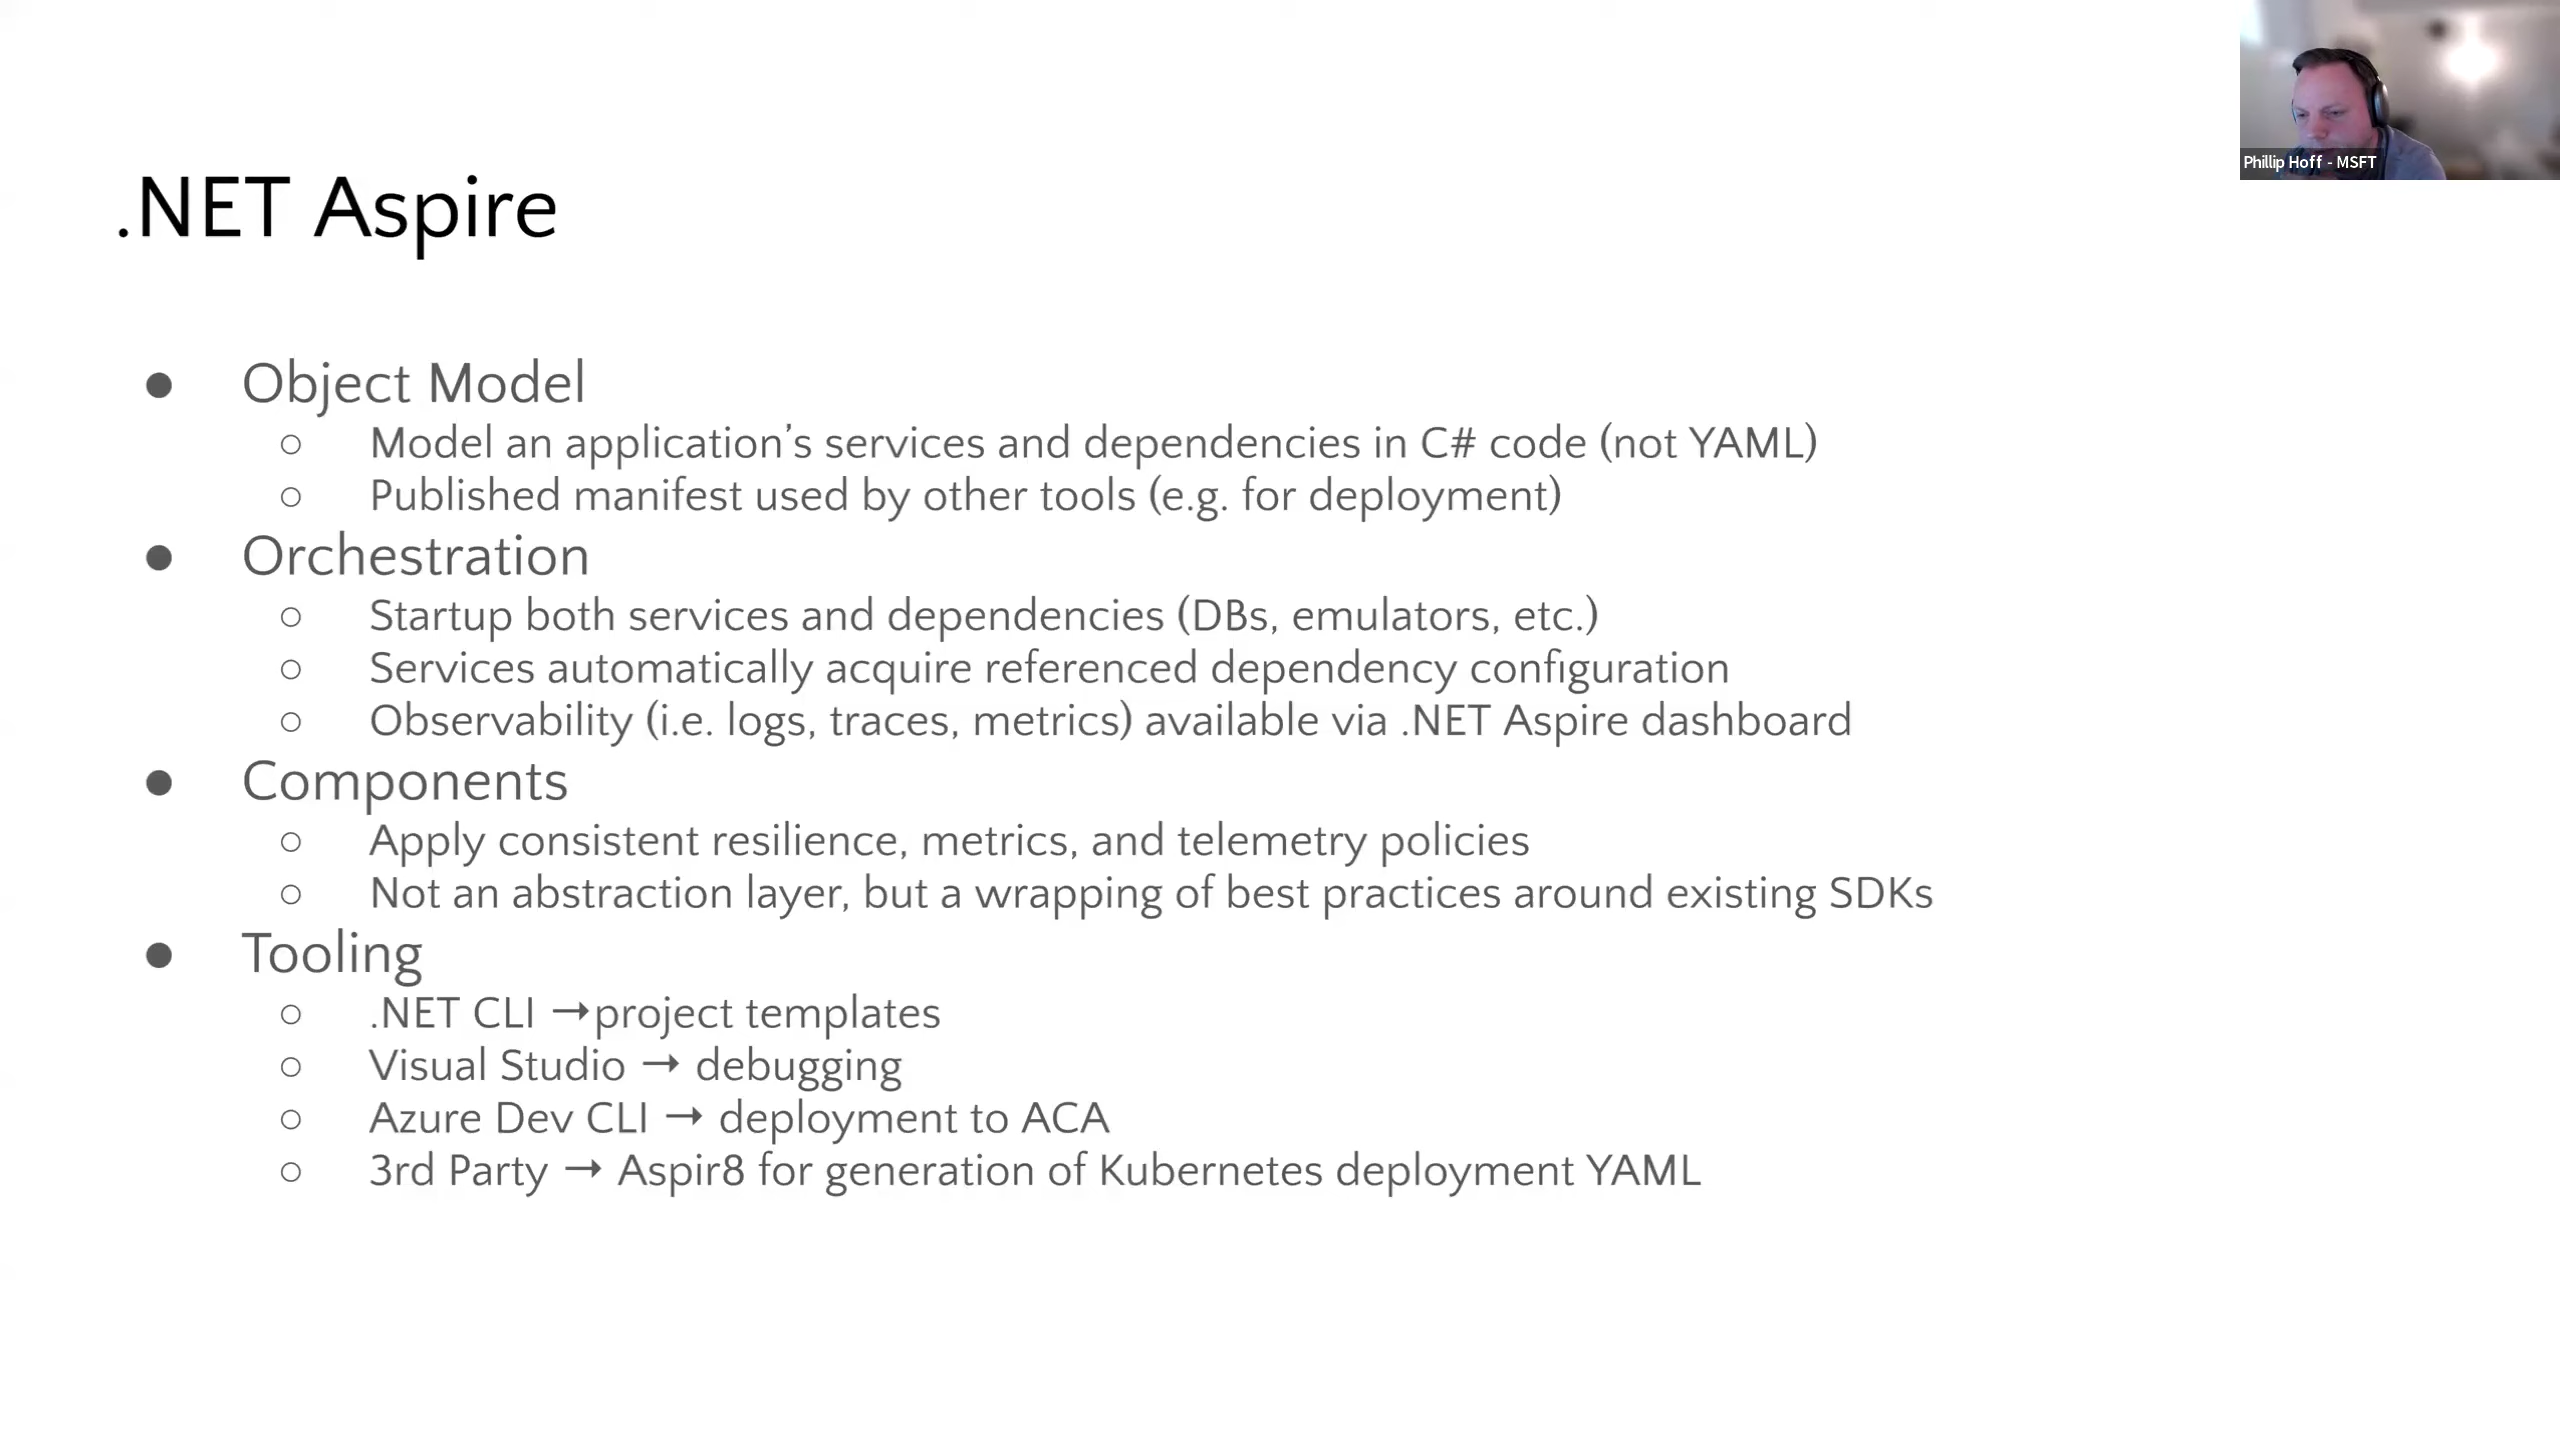 Phillip Hoff - MSFT
.NET Aspire
● Object Model
○ Model an application’s services and dependencies in C# code (not YAML)
○ Published manifest used by other tools (e.g. for deployment)
● Orchestration
○ Startup both services and dependencies (DBs, emulators, etc.)
○ Services automatically acquire referenced dependency configuration
○ Observability (i.e. logs, traces, metrics) available via .NET Aspire dashboard
● Components
○ Apply consistent resilience, metrics, and telemetry policies
○ Not an abstraction layer, but a wrapping of best practices around existing SDKs
● Tooling
○ .NET CLI →project templates
○ Visual Studio → debugging
○ Azure Dev CLI → deployment to ACA
○ 3rd Party → Aspir8 for generation of Kubernetes deployment YAML